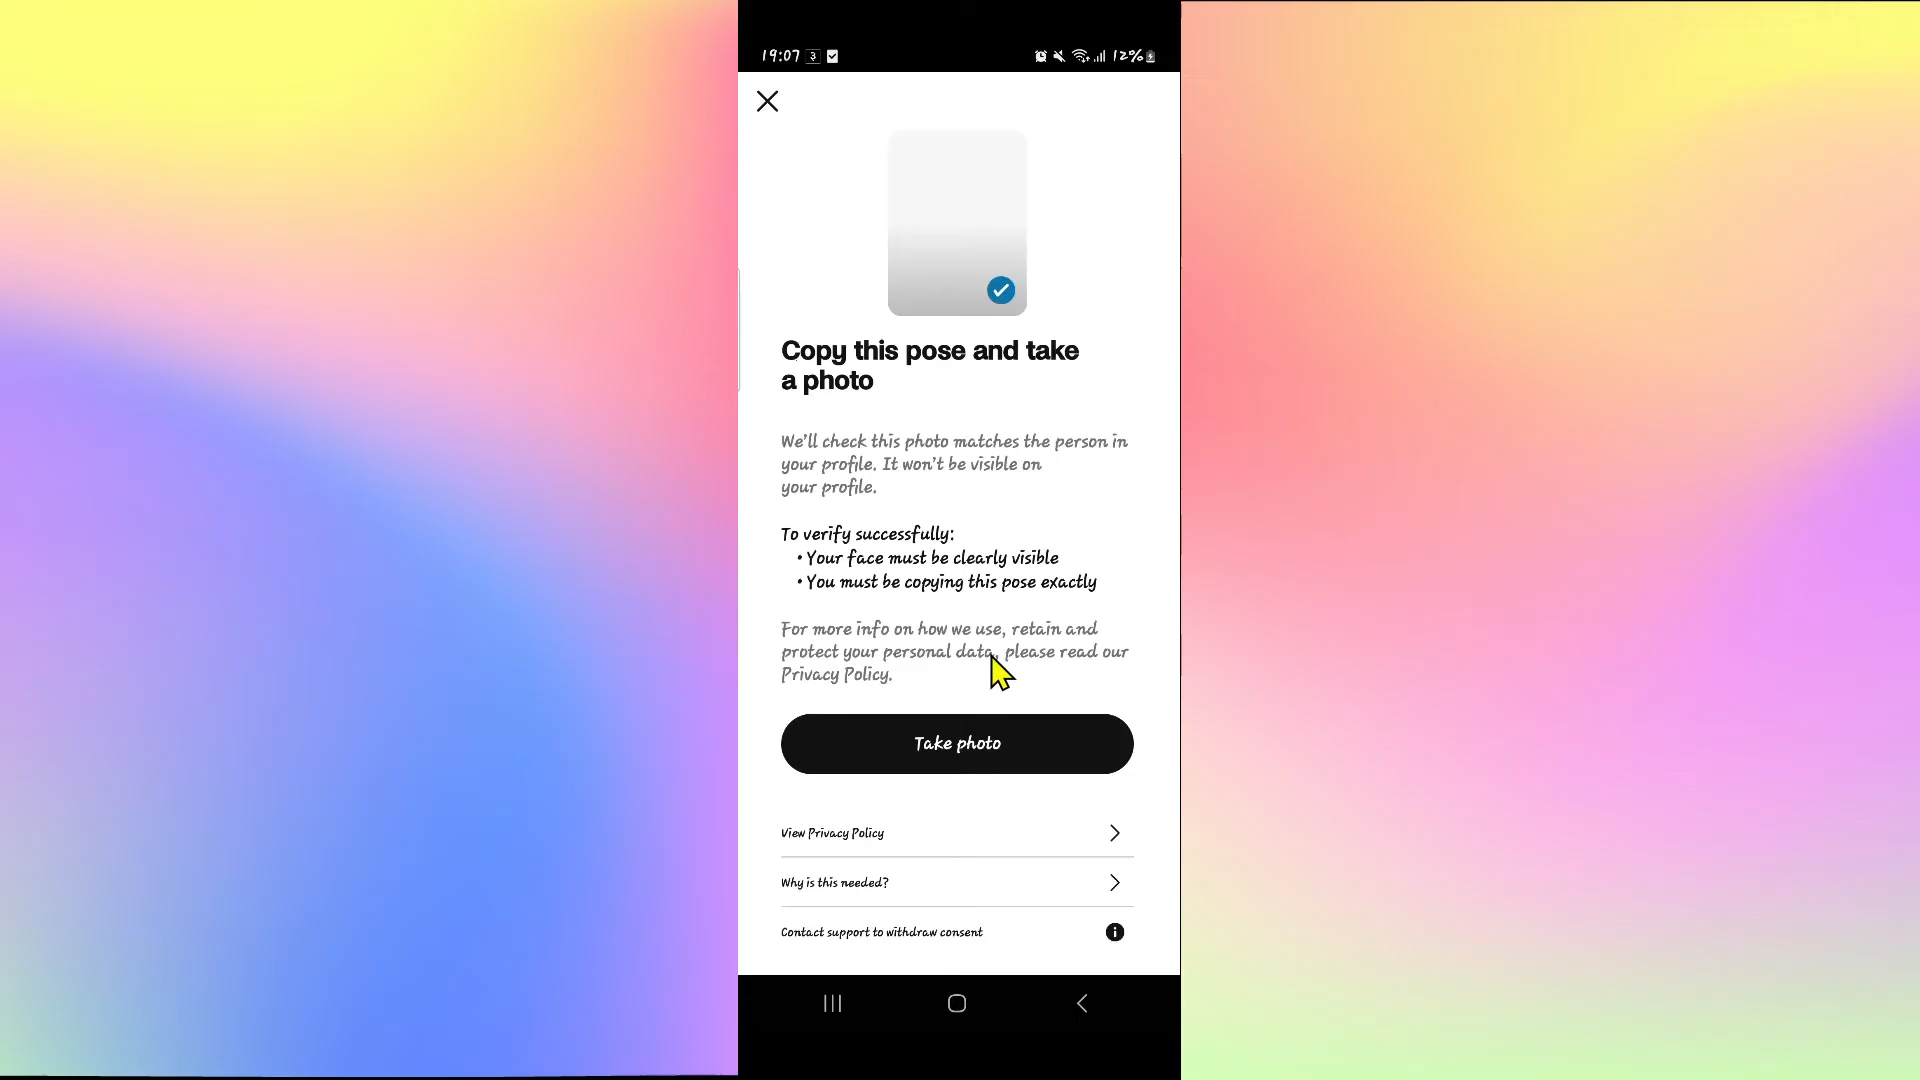 19:07
12%
Copy this pose and take
a photo
We'll check this photo matches the person in
your profile. It won't be visible on
your profile.
To verify successfully:
• Your face must be clearly visible
• You must be copying this pose exactly
For more info on how we use, retain and
protect your personal data, please read our
Privacy Policy.
Take photo
View Privacy Policy
Why is this needed?
Contact support to withdraw consent